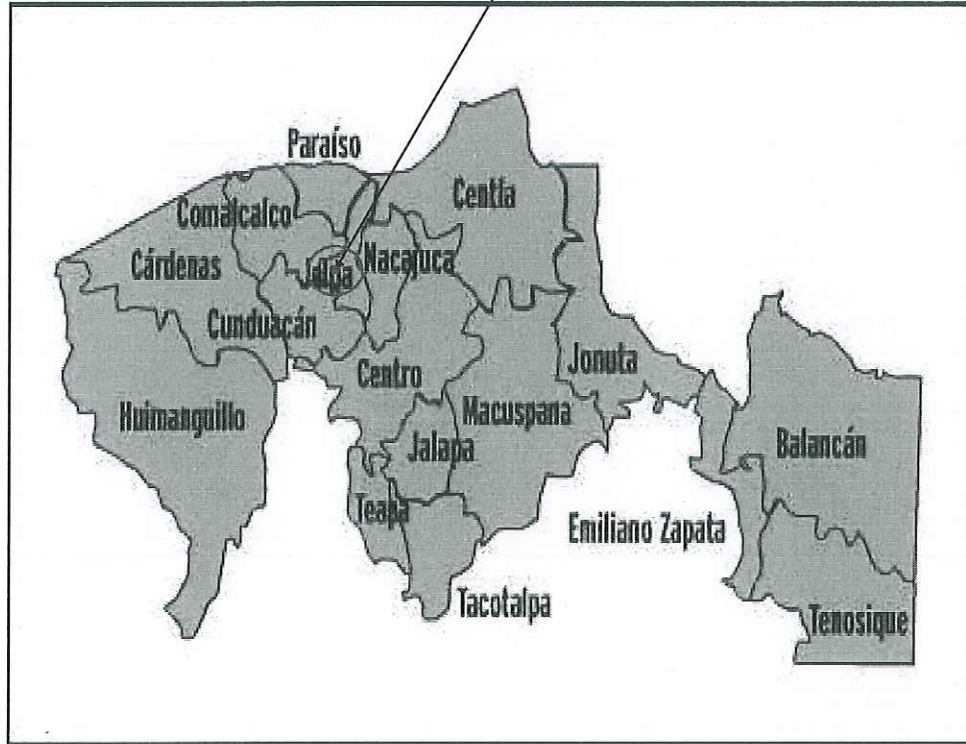 Paraíso
Centla
Comalcalco
Nacajuca
Cárdenas
Jalpa
Cunduacán
Jonuta
Centro
Huimanguillo
Macuspana
Jalapa
Balancán
Teapa
Emiliano Zapata
Tacotalpa
Tenosique